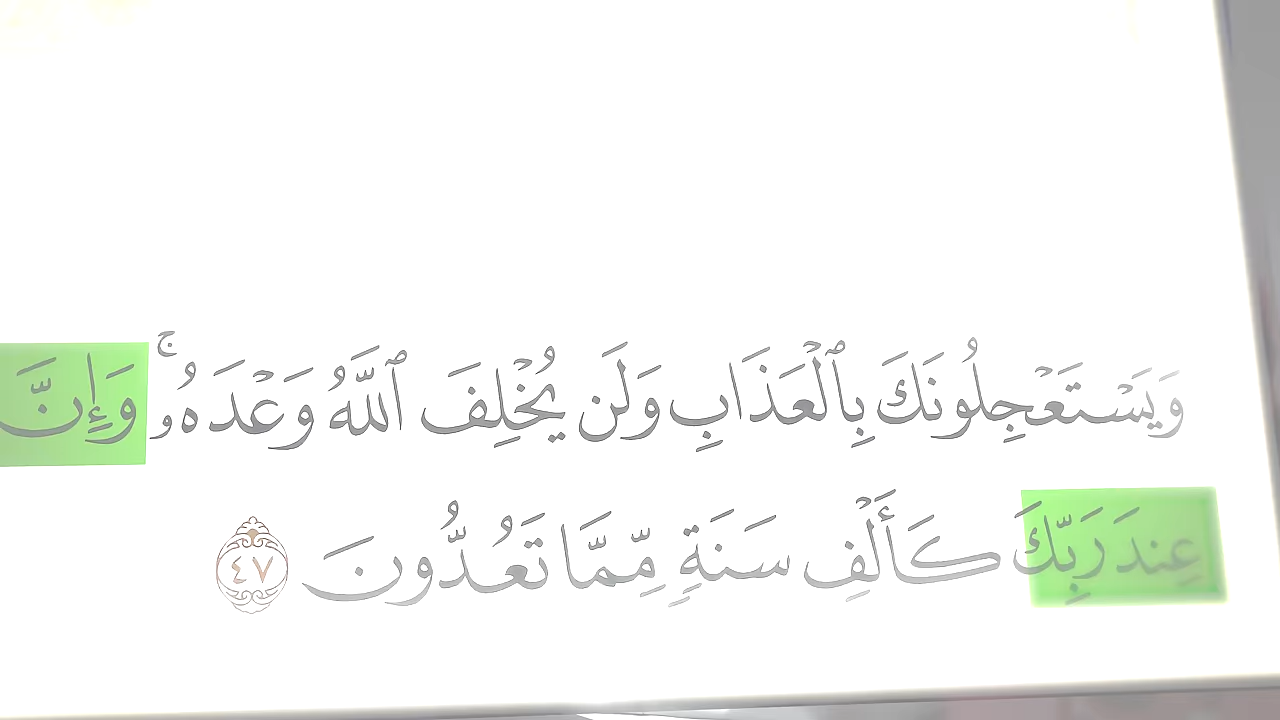 وَيَسْتَعْجِلُونَكَ بِٱلْعَذَابِ وَلَن يُخْلِفَ ٱللَّهُ وَعْدَهُۥ ۚ وَإِنَّ
عِندَ رَبِّكَ كَأَلْفِ سَنَةٍ مِّمَّا تَعُدُّونَ ٤٧